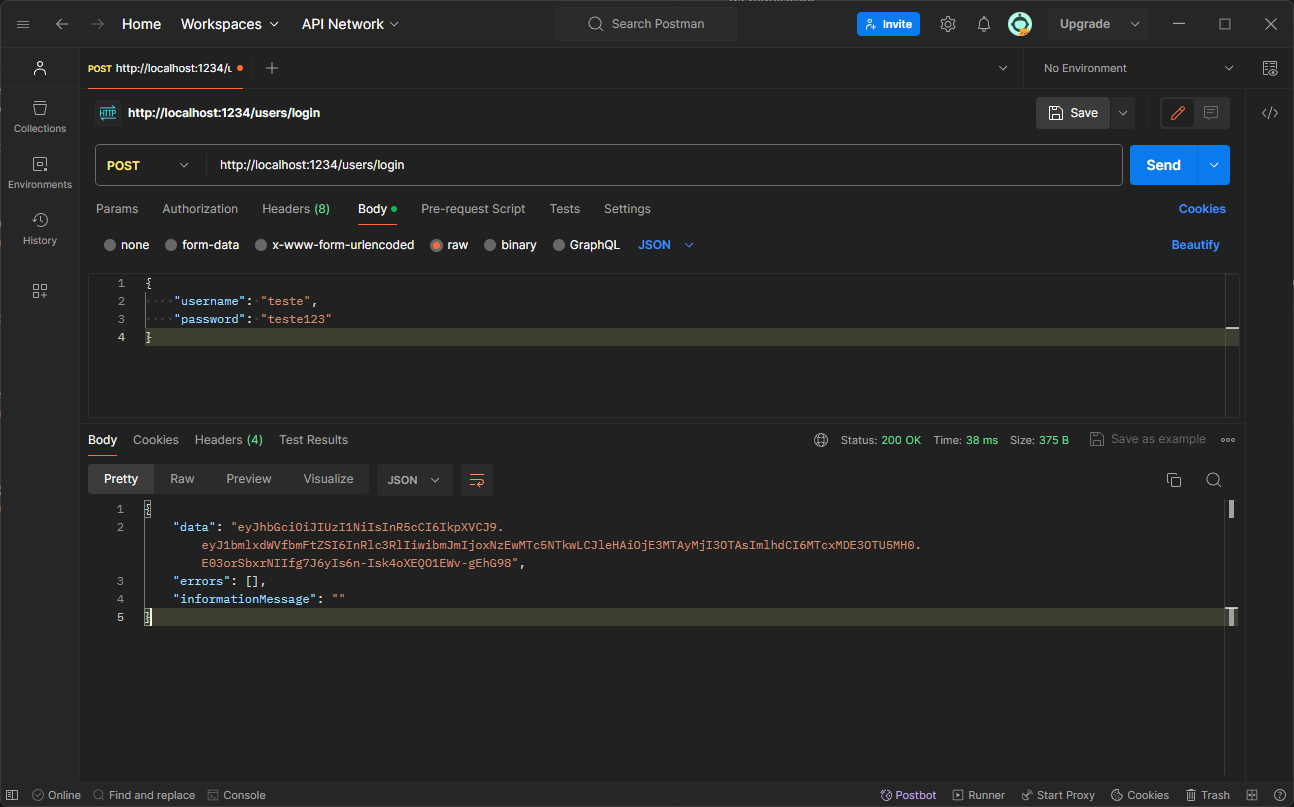 Home Workspaces API Network Search Postman Invite Upgrade
POST http://localhost:1234/u No Environment
HTTP http://localhost:1234/users/login Save
Collections
POST http://localhost:1234/users/login Send
Environments
Params Authorization Headers (8) Body Pre-request Script Tests Settings Cookies
History
none form-data x-www-form-urlencoded raw binary GraphQL JSON Beautify
1 {
2 "username": "teste",
3 "password": "teste123"
4 }
Body Cookies Headers (4) Test Results Status: 200 OK Time: 38 ms Size: 375 B Save as example
Pretty Raw Preview Visualize JSON
1 {
2 "data": "eyJhbGciOiJIUzI1NiIsInR5cCI6IkpXVCJ9.
eyJ1bmlxdWVfbmFtZSI6InRlc3RlIiwibmJmIjoxNzEwMTc5NTkwLCJleHAiOjE3MTAyMjI3OTAsImlhdCI6MTcxMDE3OTU5MH0.
E03orSbxrNIIfg7J6yIs6n-Isk4oXEQO1EWv-gEhG98",
3 "errors": [],
4 "informationMessage": ""
5 }
Online Find and replace Console Postbot Runner Start Proxy Cookies Trash